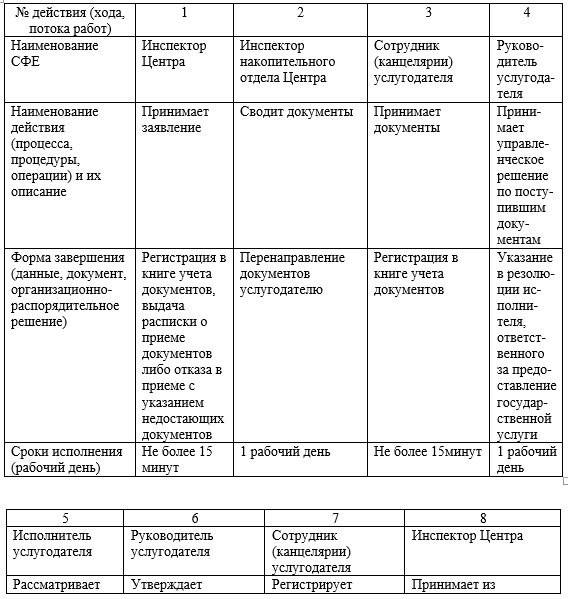 № действия (хода, потока работ) 1 2 3 4
Наименование СФЕ
Инспектор Центра
Инспектор накопительного отдела Центра
Сотрудник (канцелярии) услугодателя
Руково-
дитель
услугода-
теля
Наименование
действия
(процесса,
процедуры,
операции) и их
описание
Принимает
заявление
Сводит документы
Принимает
документы
Прини-
мает
управле-
нческое
решение
по посту-
пившим
доку-
ментам
Форма завершения
(данные, документ,
организационно-
распорядительное
решение)
Регистрация в
книге учета
документов,
выдача
расписки о
приеме
документов
либо отказа в
приеме с
указанием
недостающих
документов
Перенаправление
документов
услугодателю
Регистрация в
книге учета
документов
Указание
в резолю-
ции ис-
полни-
теля,
ответст-
венного
за предо-
ставление
государ-
ственной
услуги
Сроки исполнения
(рабочий день)
Не более 15
минут
1 рабочий день
Не более 15минут
1 рабочий
день
5 6 7 8
Исполнитель
услугодателя
Руководитель
услугодателя
Сотрудник
(канцелярии)
услугодателя
Инспектор Центра
Рассматривает
Утверждает
Регистрирует
Принимает из